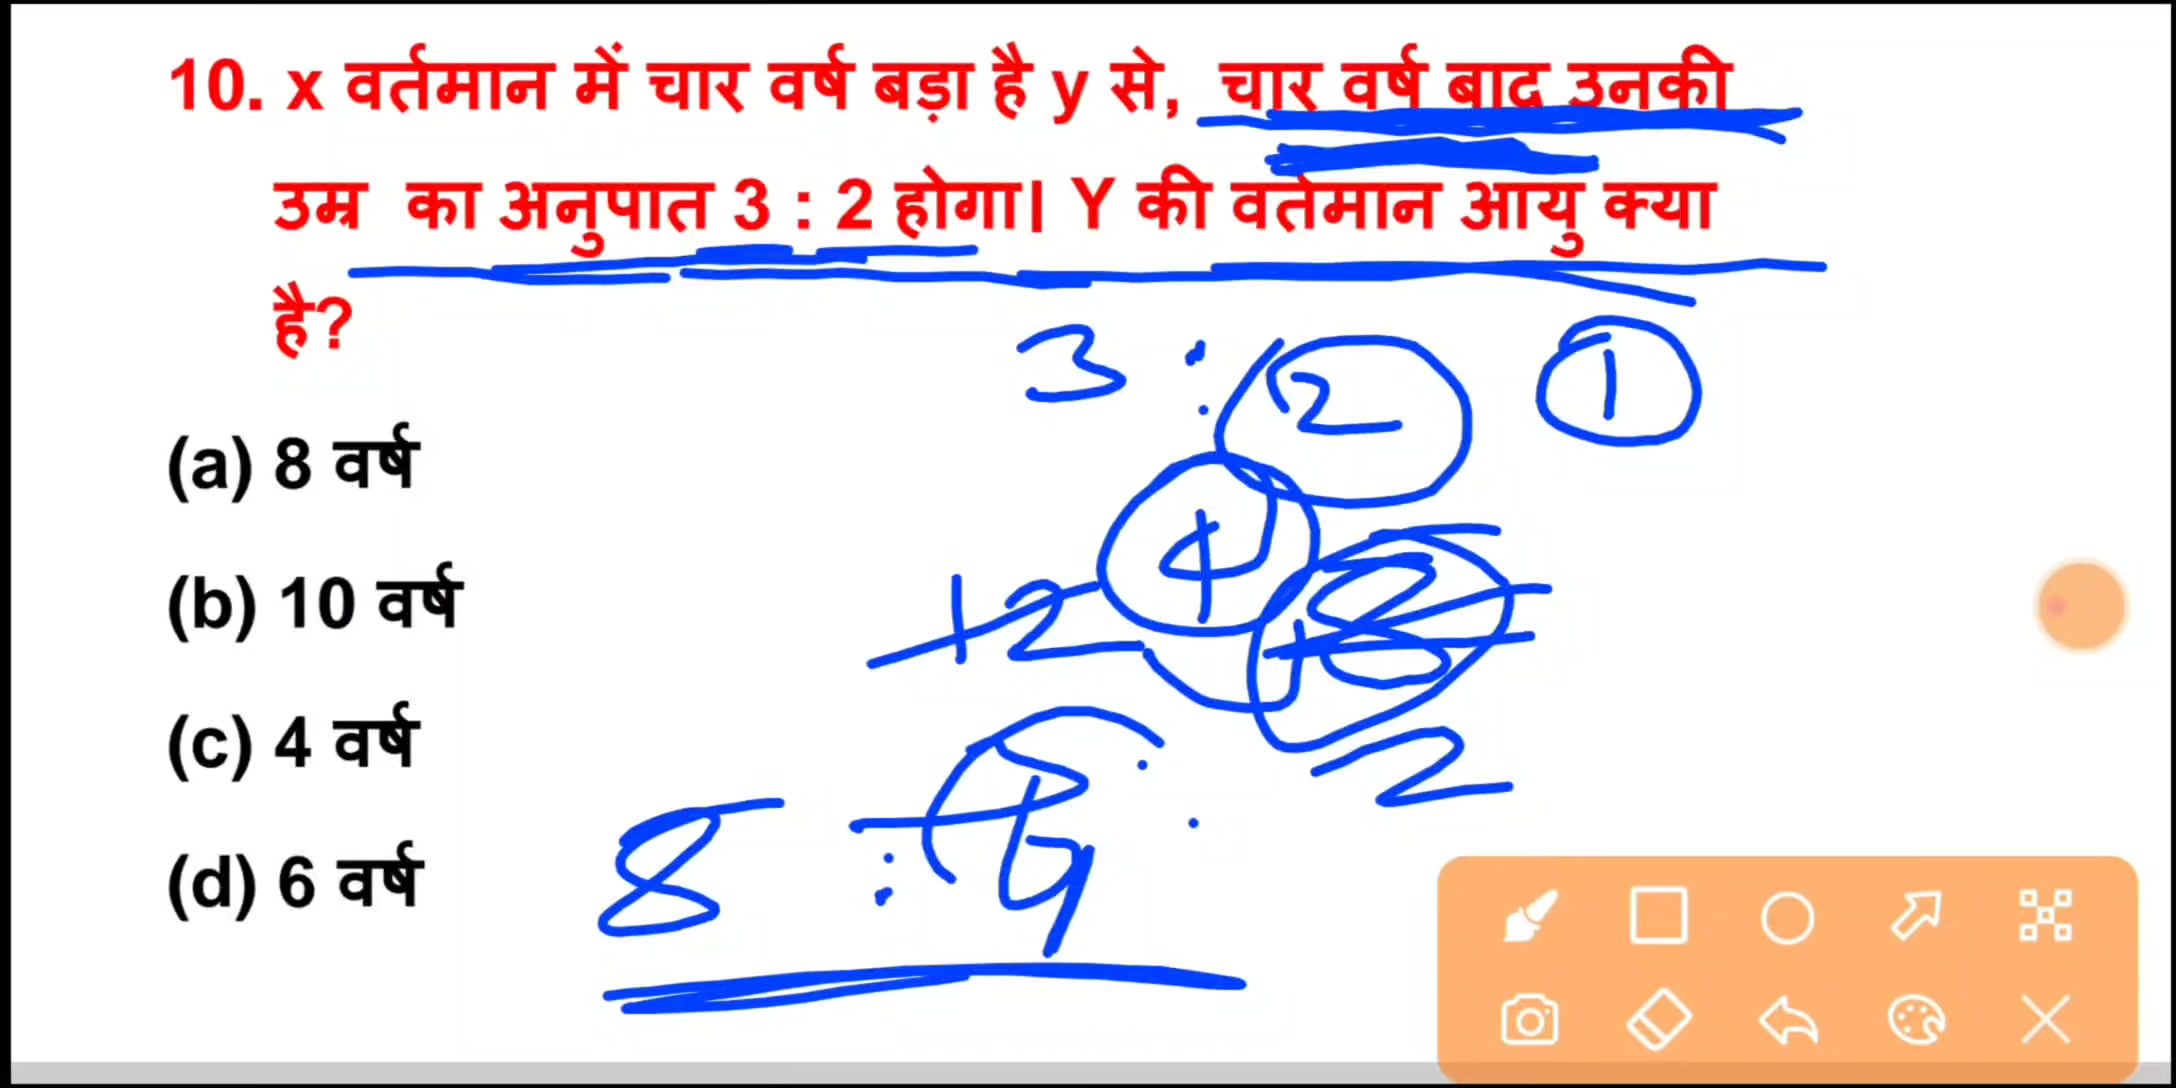 10. x वर्तमान में चार वर्ष बड़ा है y से, चार वर्ष बाद उनकी
उम्र का अनुपात 3 : 2 होगा। Y की वर्तमान आयु क्या
है?
3 : 2 1
(a) 8 वर्ष
4
(b) 10 वर्ष
12 8
(c) 4 वर्ष
2
(d) 6 वर्ष
8 : 4